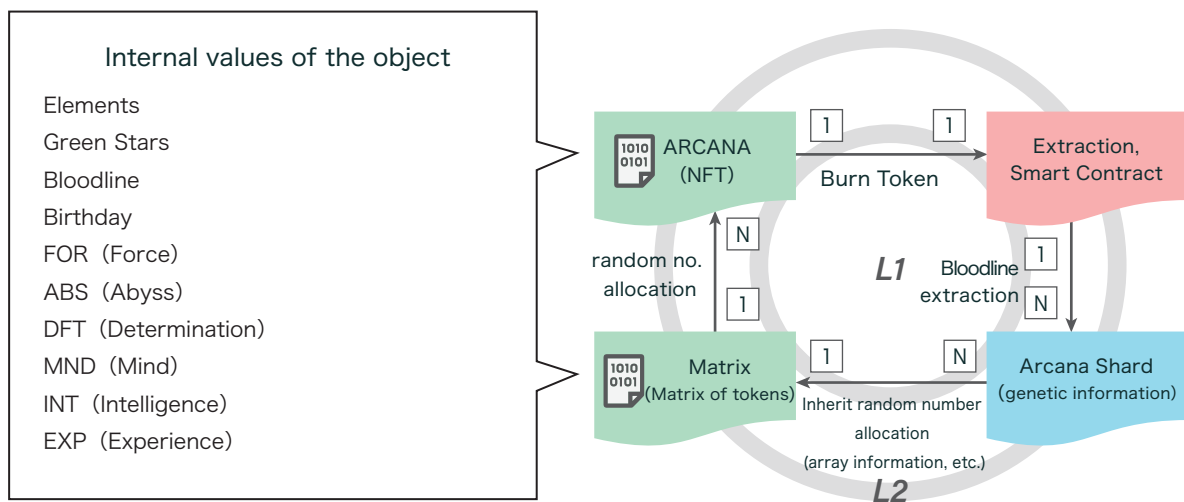 Internal values of the object
Elements
Green Stars
Bloodline
Birthday
FOR (Force)
ABS (Abyss)
DFT (Determination)
MND (Mind)
INT (Intelligence)
EXP (Experience)
1010
0101
ARCANA
(NFT)
1
1
Burn Token
Extraction,
Smart Contract
N
random no.
allocation
1
L1
1
Bloodline
extraction
N
1010
0101
Matrix
(Matrix of tokens)
1
N
Inherit random number
allocation
(array information, etc.)
Arcana Shard
(genetic information)
L2